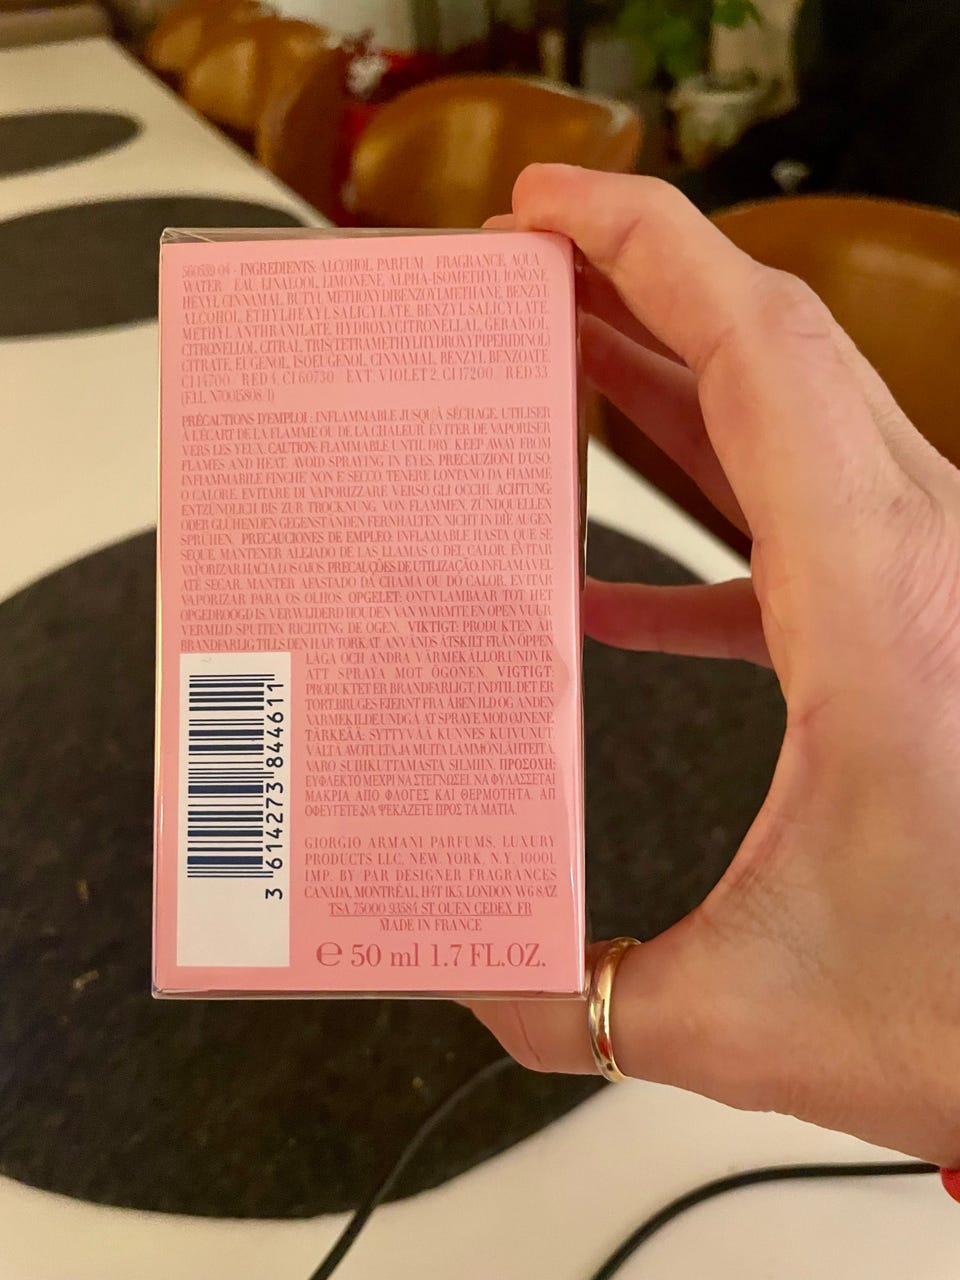 560539 04 - INGREDIENTS: ALCOHOL, PARFUM FRAGRANCE, AQUA
WATER EAU, LINALOOL, LIMONENE, ALPHA-ISOMETHYL IONONE,
HEXYL CINNAMAL, BUTYL METHOXYDIBENZOYLMETHANE, BENZYL
ALCOHOL, ETHYLHEXYL SALICYLATE, BENZYL SALICYLATE,
METHYL ANTHRANILATE, HYDROXYCITRONELLAL, GERANIOL,
CITRONELLOL, CITRAL, TRIS(TETRAMETHYLHYDROXYPIPERIDINOL)
CITRATE, EUGENOL, ISOEUGENOL, CINNAMAL, BENZYL BENZOATE,
CI 14700 RED 4, CI 60730 EXT. VIOLET 2, CI 17200 RED 33.
(F.I.L. N70015808/1)
PRÉCAUTIONS D'EMPLOI : INFLAMMABLE JUSQU'À SÉCHAGE. UTILISER
À L'ÉCART DE LA FLAMME OU DE LA CHALEUR. ÉVITER DE VAPORISER
VERS LES YEUX. CAUTION: FLAMMABLE UNTIL DRY. KEEP AWAY FROM
FLAMES AND HEAT. AVOID SPRAYING IN EYES. PRECAUZIONI D'USO:
INFIAMMABILE FINCHE' NON E' SECCO. TENERE LONTANO DA FIAMME
O CALORE. EVITARE DI VAPORIZZARE VERSO GLI OCCHI. ACHTUNG:
ENTZÜNDLICH BIS ZUR TROCKNUNG. VON FLAMMEN, ZÜNDQUELLEN
ODER GLÜHENDEN GEGENSTÄNDEN FERNHALTEN. NICHT IN DIE AUGEN
SPRÜHEN. PRECAUCIONES DE EMPLEO: INFLAMABLE HASTA QUE SE
SEQUE. MANTENER ALEJADO DE LAS LLAMAS O DEL CALOR. EVITAR
VAPORIZAR HACIA LOS OJOS. PRECAUÇÕES DE UTILIZAÇÃO: INFLAMÁVEL
ATÉ SECAR. MANTER AFASTADO DA CHAMA OU DO CALOR. EVITAR
VAPORIZAR PARA OS OLHOS. OPGELET: ONTVLAMBAAR TOT HET
OPGEDROOGD IS. VERWIJDERD HOUDEN VAN WARMTE EN OPEN VUUR.
VERMIJD SPUITEN RICHTING DE OGEN. VIKTIGT: PRODUKTEN ÄR
BRANDFARLIG TILLS DEN HAR TORKAT. ANVÄNDS ÅTSKILT FRÅN ÖPPEN
LÅGA OCH ANDRA VÄRMEKÄLLOR. UNDVIK
ATT SPRAYA MOT ÖGONEN. VIGTIGT:
PRODUKTET ER BRANDFARLIGT, INDTIL DET ER
TØRT. BRUGES FJERNT FRA ÅBEN ILD OG ANDEN
VARMEKILDE. UNDGÅ AT SPRAYE MOD ØJNENE.
TÄRKEÄÄ: SYTTYVÄÄ KUNNES KUIVUNUT.
VÄLTÄ AVOTULTA JA MUITA LÄMMÖNLÄHTEITÄ.
VARO SUIHKUTTAMASTA SILMIIN. ΠΡΟΣΟΧΗ:
ΕΥΦΛΕΚΤΟ ΜΕΧΡΙ ΝΑ ΣΤΕΓΝΩΣΕΙ. ΝΑ ΦΥΛΑΣΣΕΤΑΙ
ΜΑΚΡΙΑ ΑΠΟ ΦΛΟΓΕΣ ΚΑΙ ΘΕΡΜΟΤΗΤΑ. ΑΠ
ΟΦΕΥΓΕΤΕ ΝΑ ΨΕΚΑΖΕΤΕ ΠΡΟΣ ΤΑ ΜΑΤΙΑ.
3 614273 844611
GIORGIO ARMANI PARFUMS, LUXURY
PRODUCTS LLC, NEW YORK, N.Y. 10001.
IMP. BY PAR DESIGNER FRAGRANCES
CANADA, MONTRÉAL, H4T 1K5. LONDON W6 8AZ
TSA 75000 93584 ST OUEN CEDEX FR
MADE IN FRANCE
℮ 50 ml 1.7 FL.OZ.